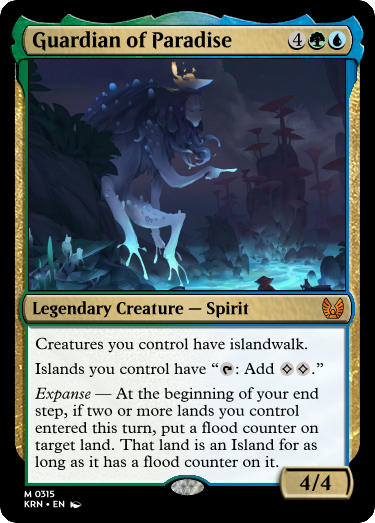 Guardian of Paradise 4
Legendary Creature — Spirit
Creatures you control have islandwalk.
Islands you control have “: Add .”
Expanse — At the beginning of your end
step, if two or more lands you control
entered this turn, put a flood counter on
target land. That land is an Island for as
long as it has a flood counter on it.
4/4
M 0315
KRN • EN